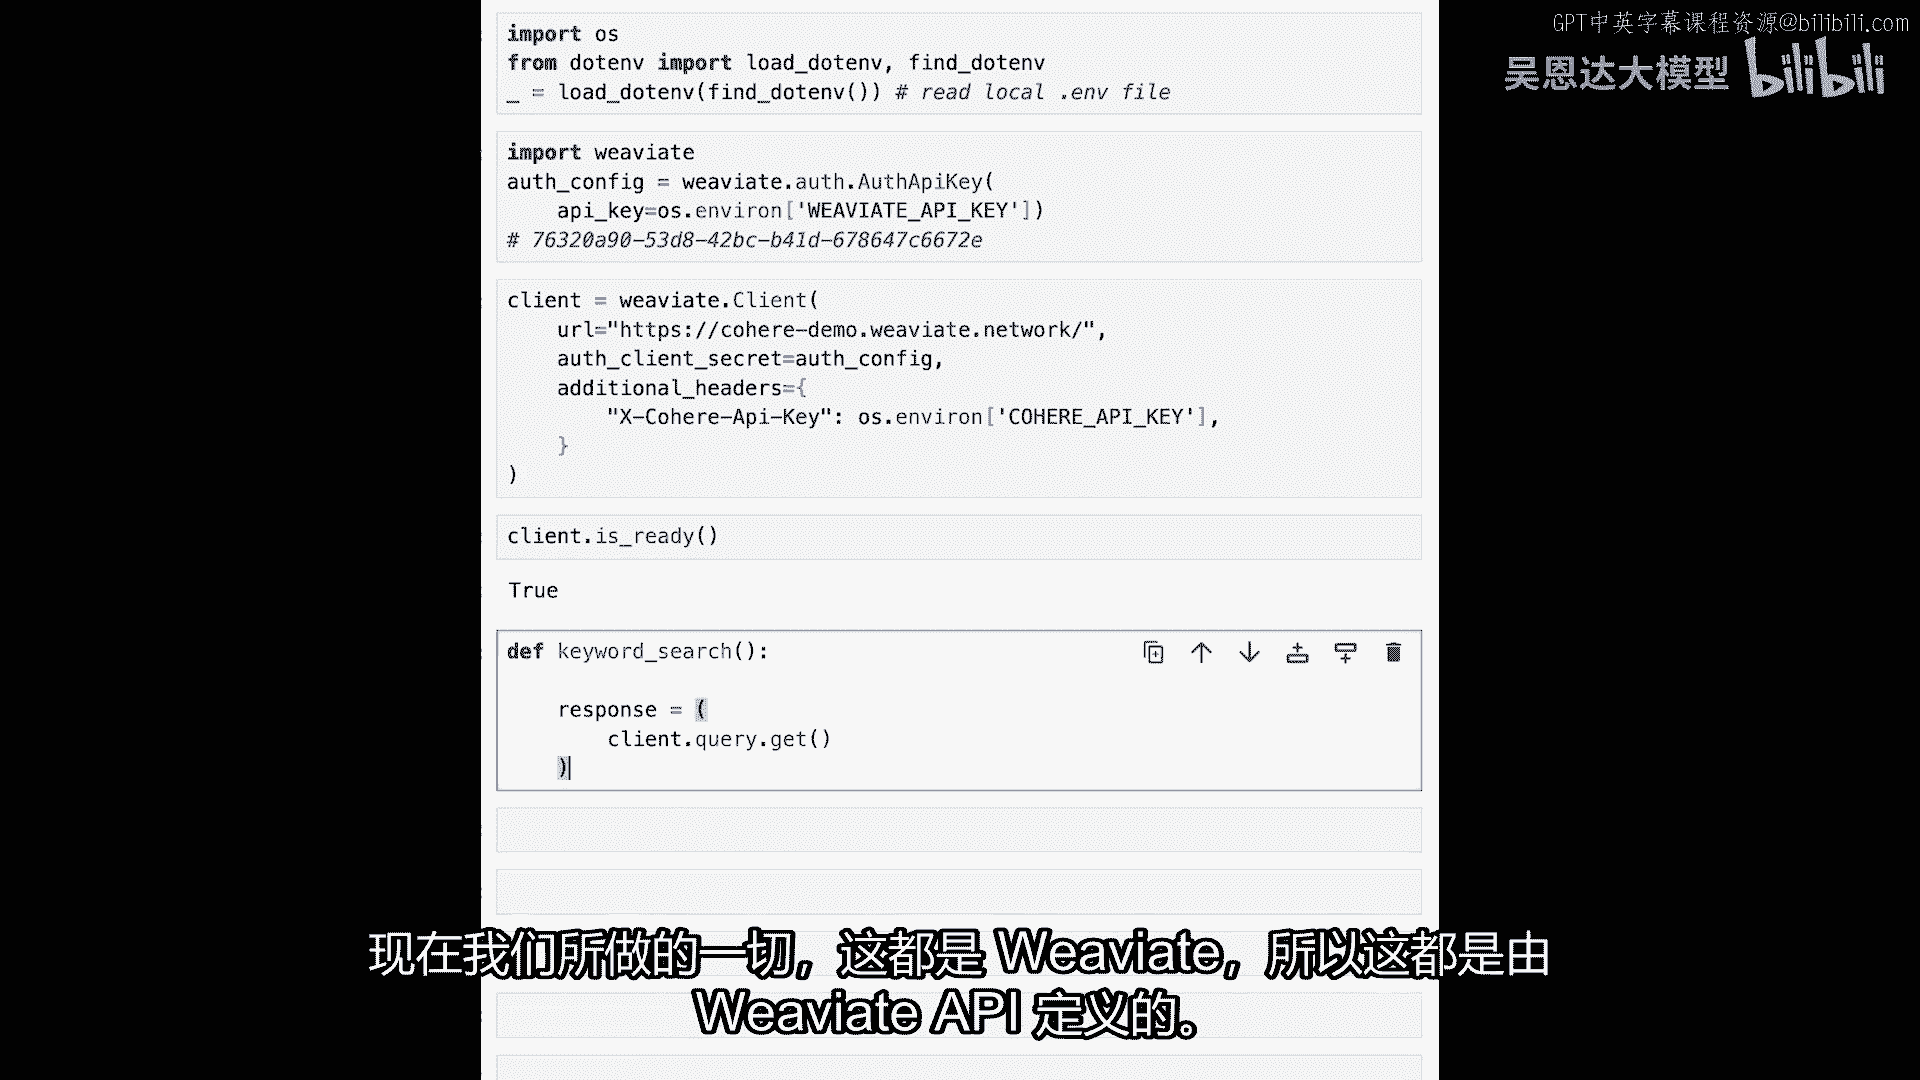 GPT中英字幕课程资源@bilibili.com
吴恩达大模型 bilibili
import os
from dotenv import load_dotenv, find_dotenv
_ = load_dotenv(find_dotenv()) # read local .env file
import weaviate
auth_config = weaviate.auth.AuthApiKey(
    api_key=os.environ['WEAVIATE_API_KEY'])
# 76320a90-53d8-42bc-b41d-678647c6672e
client = weaviate.Client(
    url="https://cohere-demo.weaviate.network/",
    auth_client_secret=auth_config,
    additional_headers={
        "X-Cohere-Api-Key": os.environ['COHERE_API_KEY'],
    }
)
client.is_ready()
True
def keyword_search():
    response = (
        client.query.get()
    )
现在我们所做的一切，这都是 Weaviate，所以这都是由
Weaviate API 定义的。